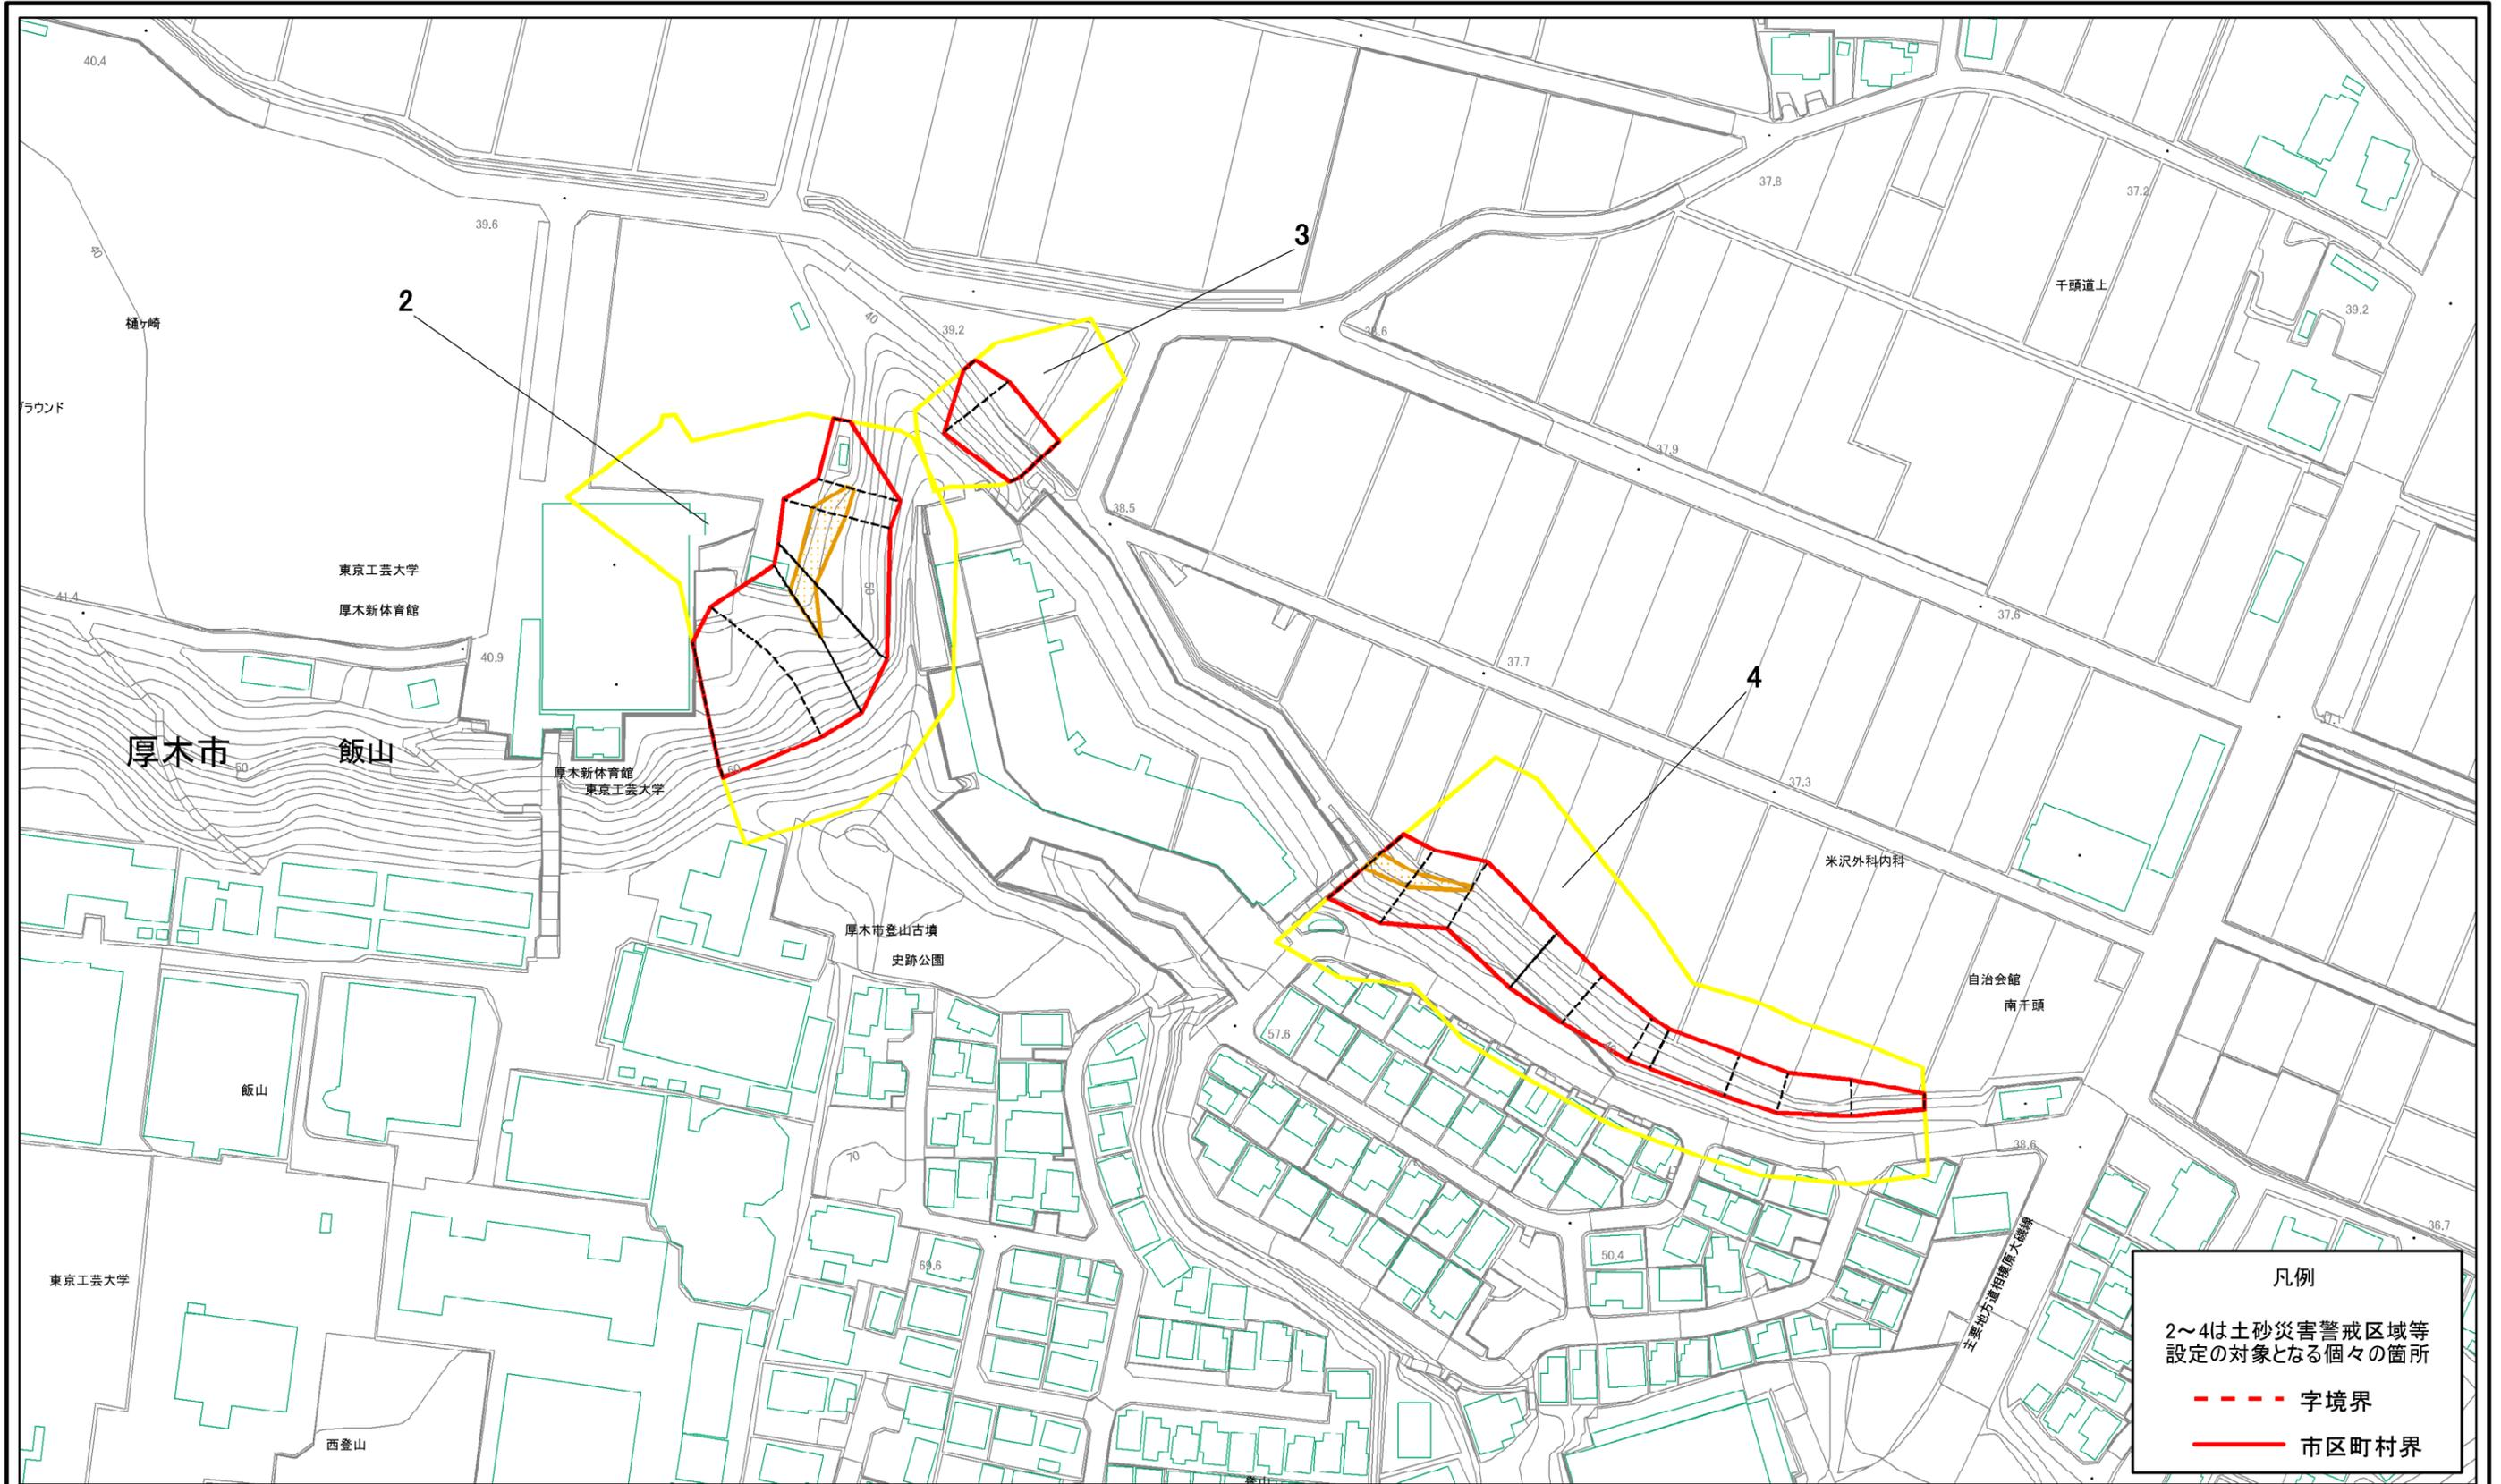 40.4
37.8
37.2
39.6
40
3
千頭道上
2
39.2
40
39.2
樋ヶ崎
38.6
グラウンド
37.9
38.5
東京工芸大学
50
41.4
厚木新体育館
37.6
40.9
37.7
4
37.1
厚木市 飯山
50
60
厚木新体育館
東京工芸大学
37.3
米沢外科内科
厚木市登山古墳
史跡公園
自治会館
南千頭
57.6
飯山
38.6
70
36.7
50.4
69.6
東京工芸大学
主要地方道相模原大磯線
西登山
登山
凡例
2～4は土砂災害警戒区域等
設定の対象となる個々の箇所
字境界
市区町村界